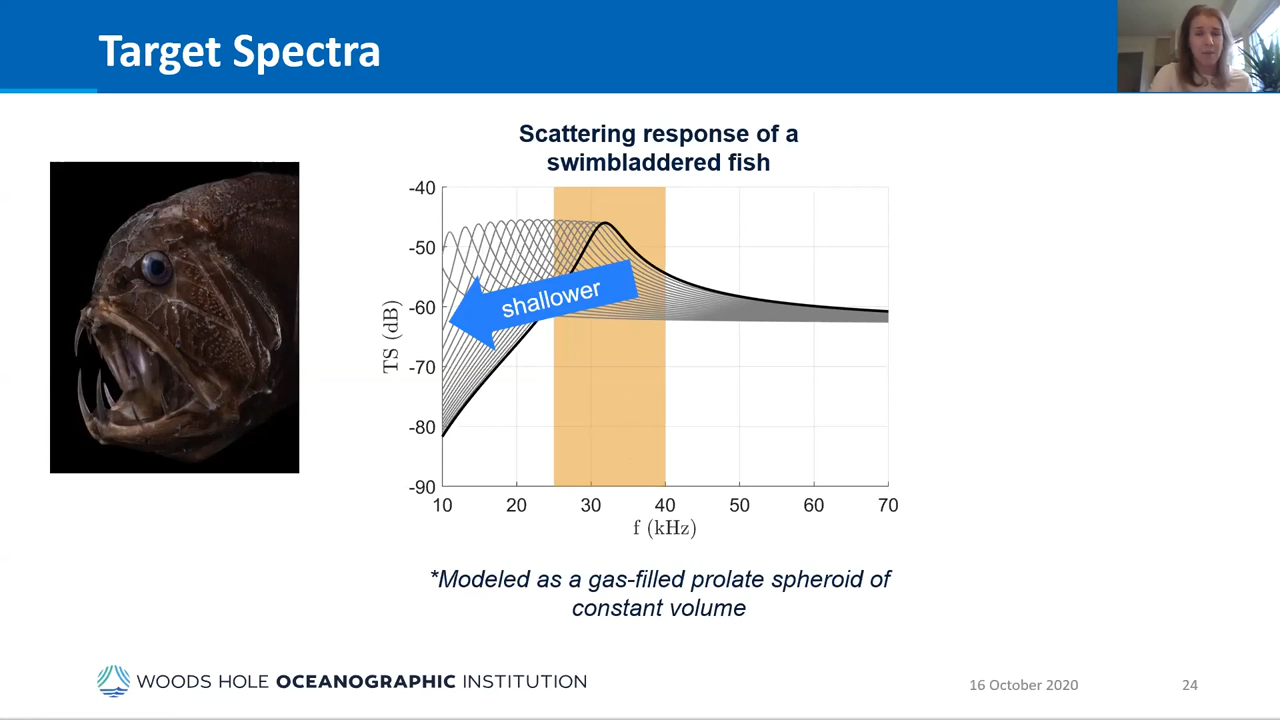 Target Spectra
Scattering response of a
swimbladdered fish
-40
-50
-60
-70
-80
-90
TS (dB)
shallower
10 20 30 40 50 60 70
f (kHz)
*Modeled as a gas-filled prolate spheroid of
constant volume
WOODS HOLE OCEANOGRAPHIC INSTITUTION
16 October 2020
24